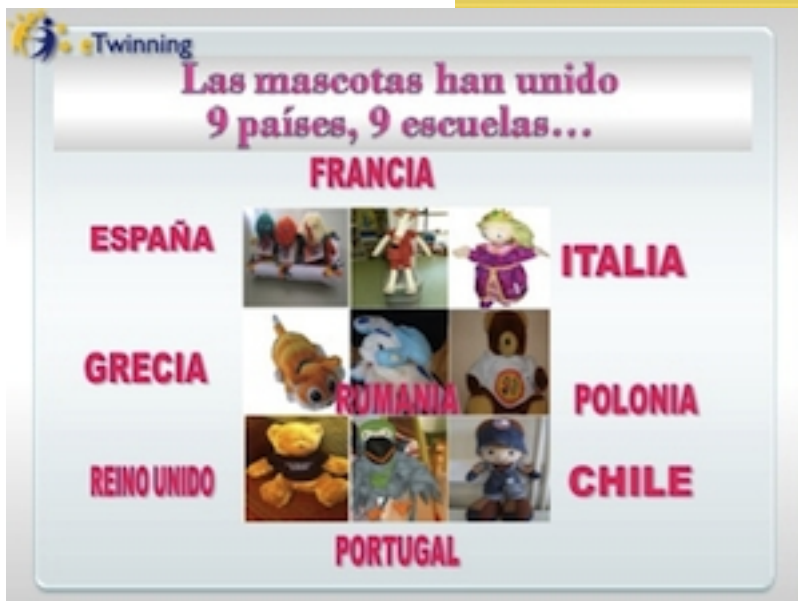 eTwinning
Las mascotas han unido
9 países, 9 escuelas...
FRANCIA
ESPAÑA
ITALIA
GRECIA
RUMANIA
POLONIA
REINO UNIDO
CHILE
PORTUGAL